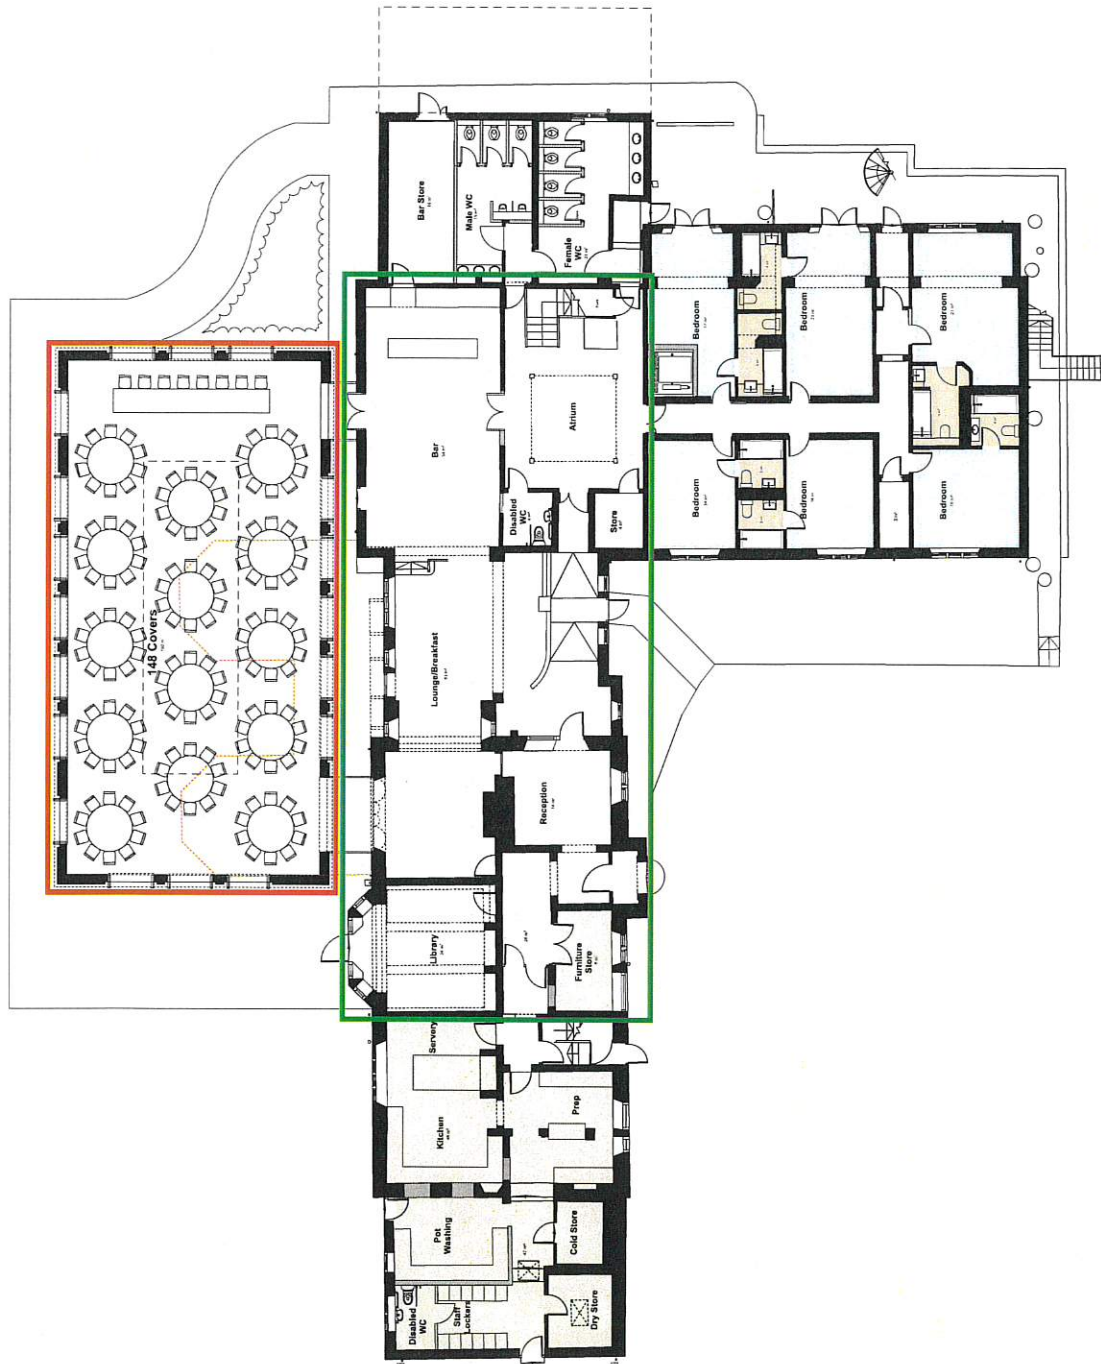 Bar Store
Male WC
Female
WC
Bar
Atrium
Disabled
WC
Store
Bedroom
Bedroom
Bedroom
Bedroom
Bedroom
Bedroom
148 Covers
Lounge/Breakfast
Reception
Library
Furniture
Store
Servery
Kitchen
Prep
Pot
Washing
Cold Store
Disabled
WC
Staff
Lockers
Dry Store